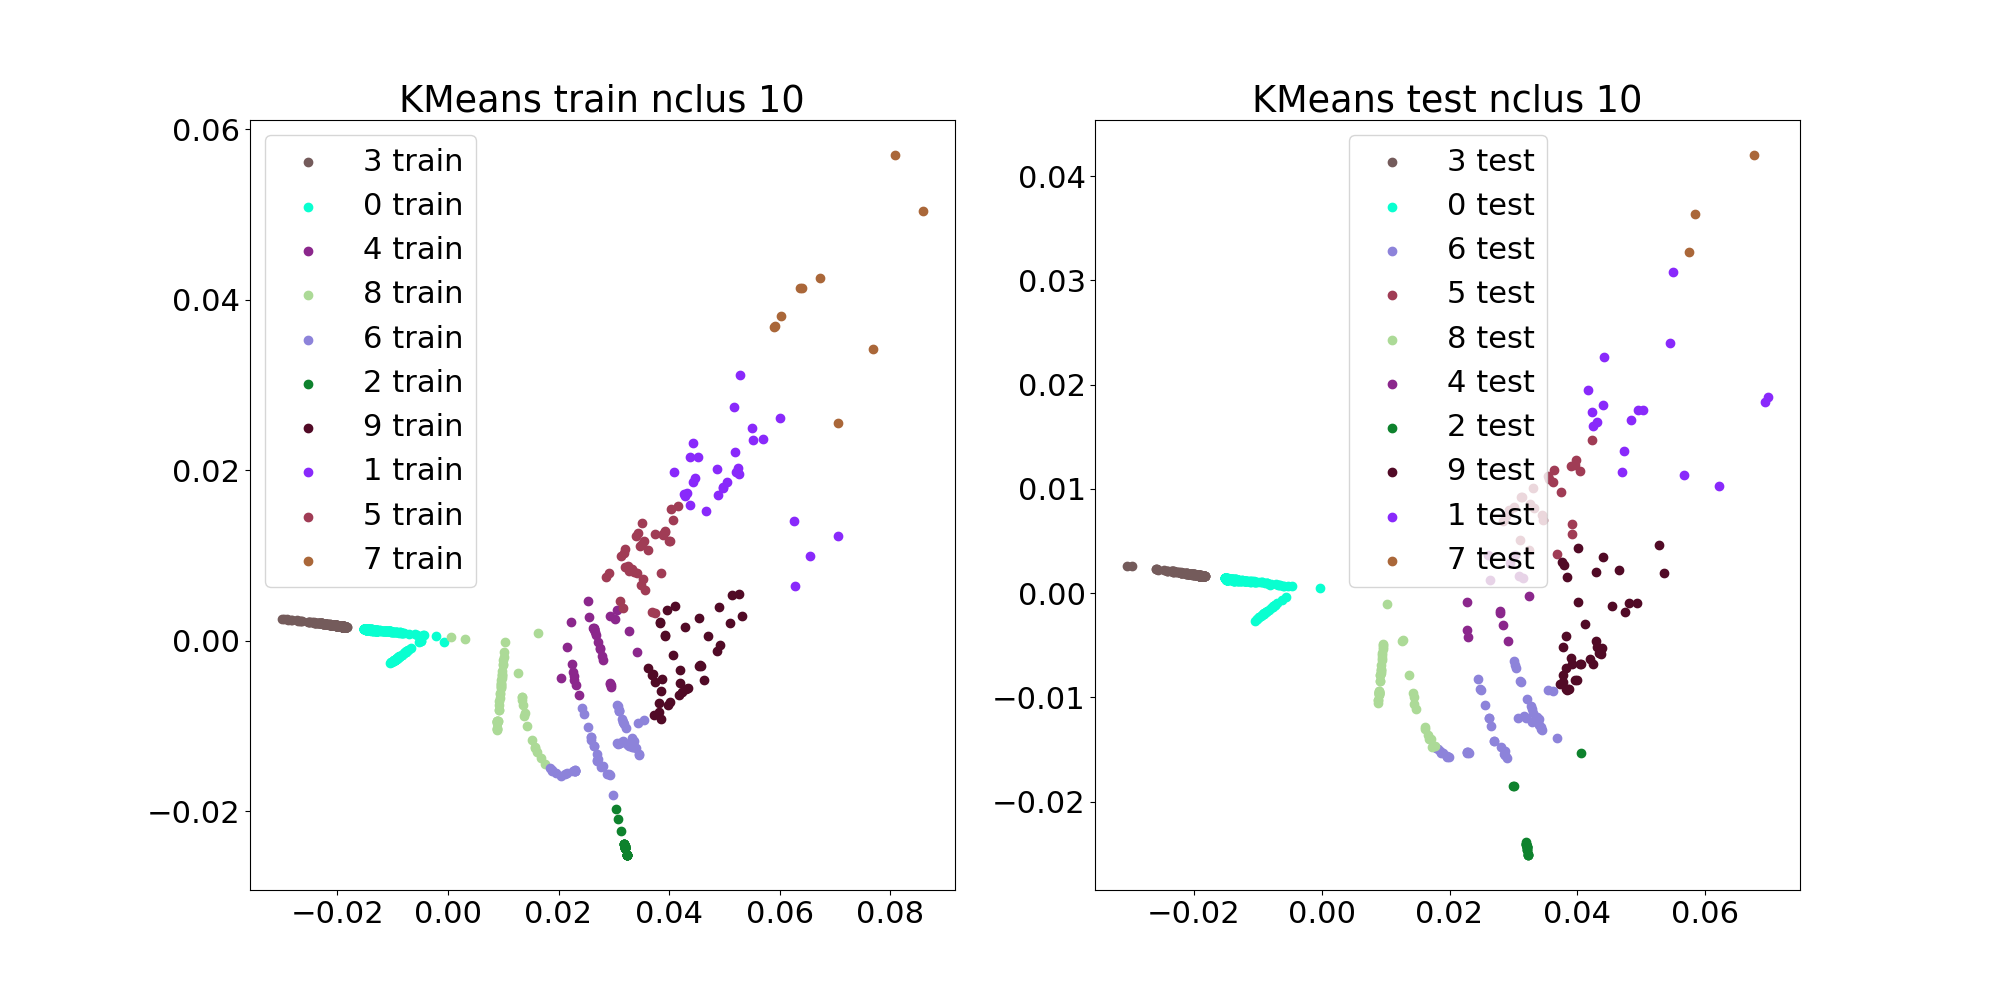 KMeans train nclus 10
0.06
0.04
0.02
0.00
−0.02
−0.02
0.00
0.02
0.04
0.06
0.08
3 train
0 train
4 train
8 train
6 train
2 train
9 train
1 train
5 train
7 train
KMeans test nclus 10
0.04
0.03
0.02
0.01
0.00
−0.01
−0.02
−0.02
0.00
0.02
0.04
0.06
3 test
0 test
6 test
5 test
8 test
4 test
2 test
9 test
1 test
7 test